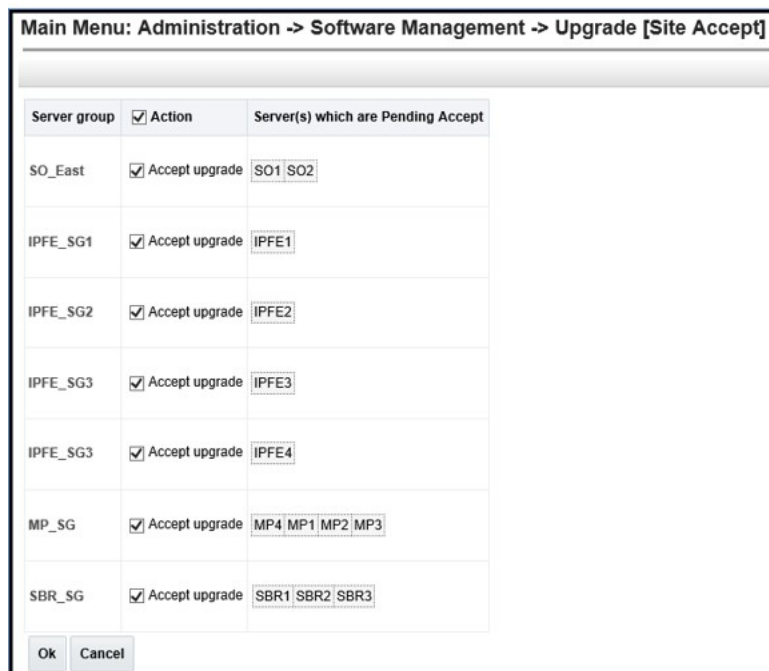 Main Menu: Administration -> Software Management -> Upgrade [Site Accept]
Server group Action Server(s) which are Pending Accept
SO_East Accept upgrade SO1 SO2
IPFE_SG1 Accept upgrade IPFE1
IPFE_SG2 Accept upgrade IPFE2
IPFE_SG3 Accept upgrade IPFE3
IPFE_SG3 Accept upgrade IPFE4
MP_SG Accept upgrade MP4 MP1 MP2 MP3
SBR_SG Accept upgrade SBR1 SBR2 SBR3
Ok Cancel